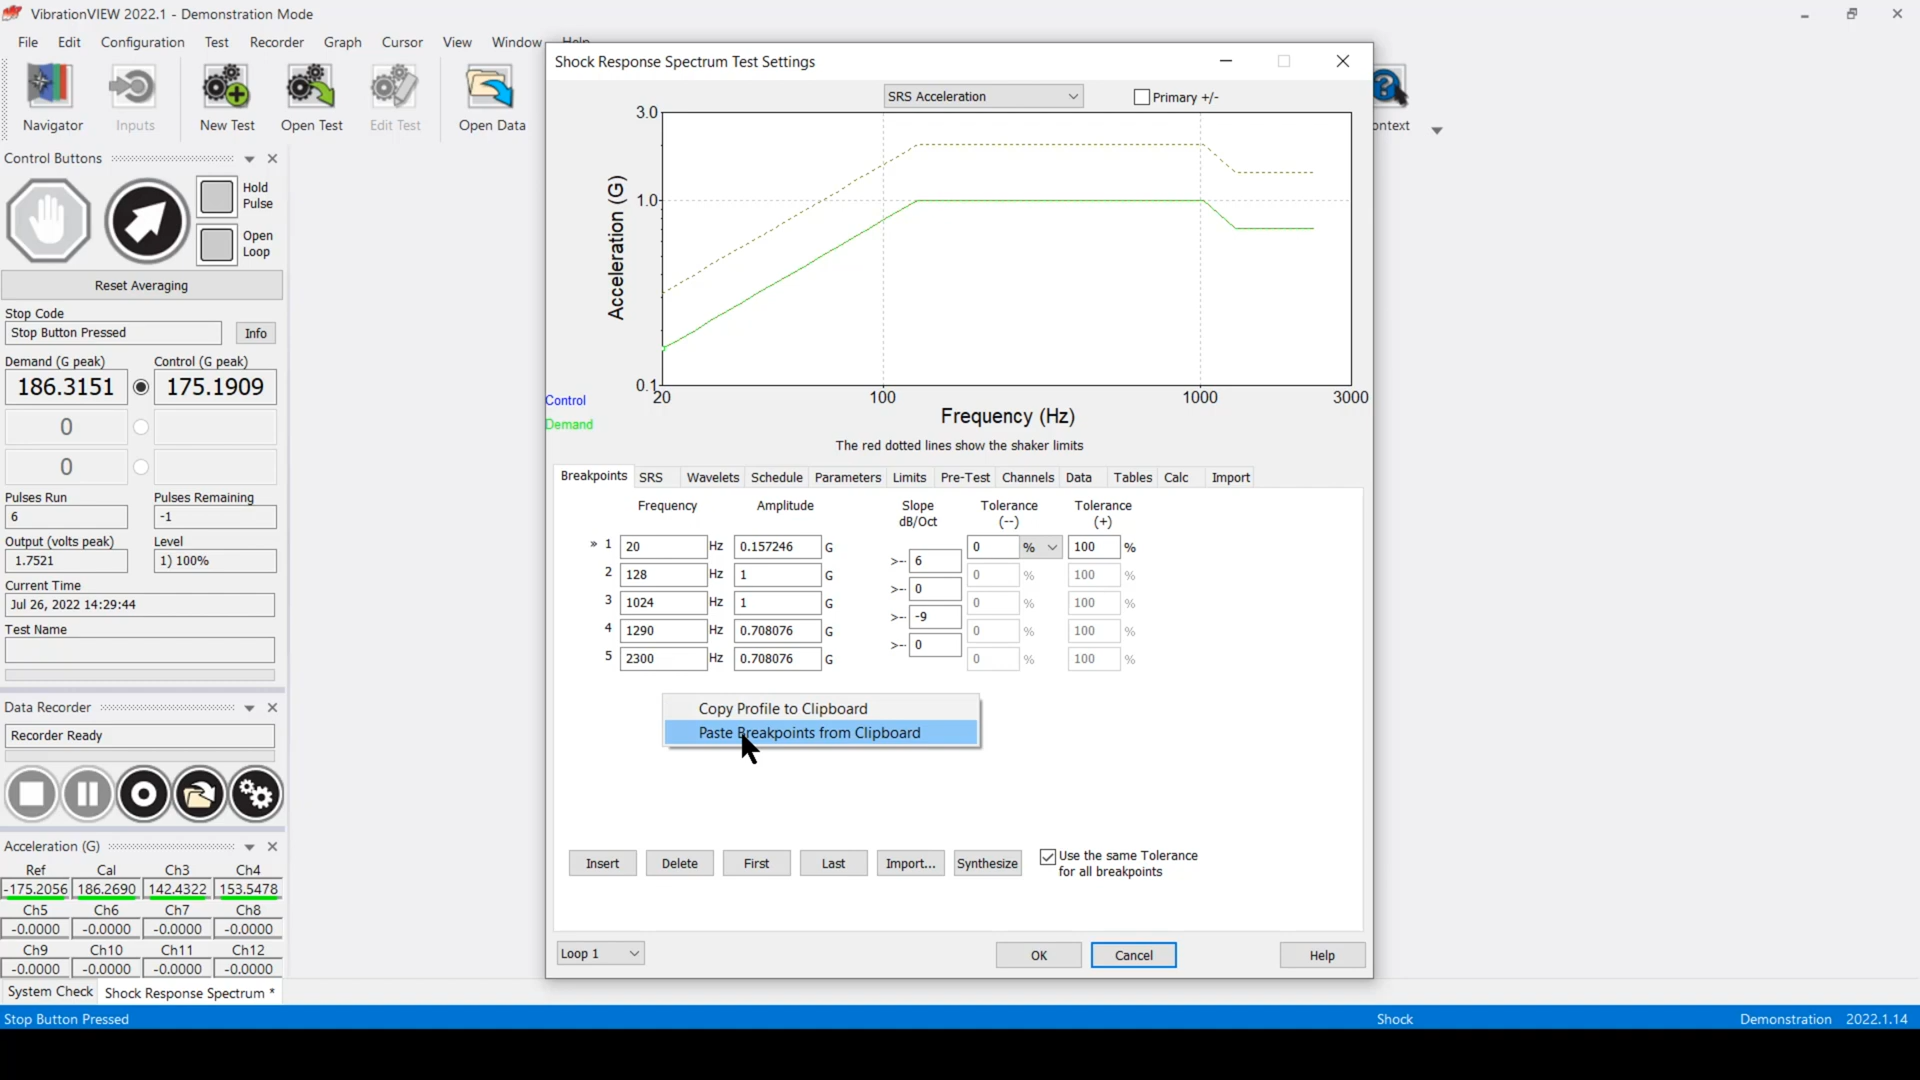 VibrationVIEW 2022.1 - Demonstration Mode
File Edit Configuration Test Recorder Graph Cursor View Window Help
Navigator Inputs New Test Open Test Edit Test Open Data
ontext
Control Buttons
Hold Pulse
Open Loop
Reset Averaging
Stop Code
Stop Button Pressed Info
Demand (G peak) Control (G peak)
186.3151 175.1909
0
0
Pulses Run Pulses Remaining
6 -1
Output (volts peak) Level
1.7521 1) 100%
Current Time
Jul 26, 2022 14:29:44
Test Name
Data Recorder
Recorder Ready
Acceleration (G)
Ref Cal Ch3 Ch4
-175.2056 186.2690 142.4322 153.5478
Ch5 Ch6 Ch7 Ch8
-0.0000 -0.0000 -0.0000 -0.0000
Ch9 Ch10 Ch11 Ch12
-0.0000 -0.0000 -0.0000 -0.0000
System Check Shock Response Spectrum *
Shock Response Spectrum Test Settings
SRS Acceleration Primary +/-
3.0
1.0
0.1
Acceleration (G)
20 100 1000 3000
Frequency (Hz)
Control
Demand
The red dotted lines show the shaker limits
Breakpoints SRS Wavelets Schedule Parameters Limits Pre-Test Channels Data Tables Calc Import
Frequency Amplitude Slope dB/Oct Tolerance (--) Tolerance (+)
» 1 20 Hz 0.157246 G 0 % 100 %
>-- 6
2 128 Hz 1 G 0 % 100 %
>-- 0
3 1024 Hz 1 G 0 % 100 %
>-- -9
4 1290 Hz 0.708076 G 0 % 100 %
>-- 0
5 2300 Hz 0.708076 G 0 % 100 %
Copy Profile to Clipboard
Paste Breakpoints from Clipboard
Insert Delete First Last Import... Synthesize
Use the same Tolerance
for all breakpoints
Loop 1 OK Cancel Help
Stop Button Pressed Shock Demonstration 2022.1.14